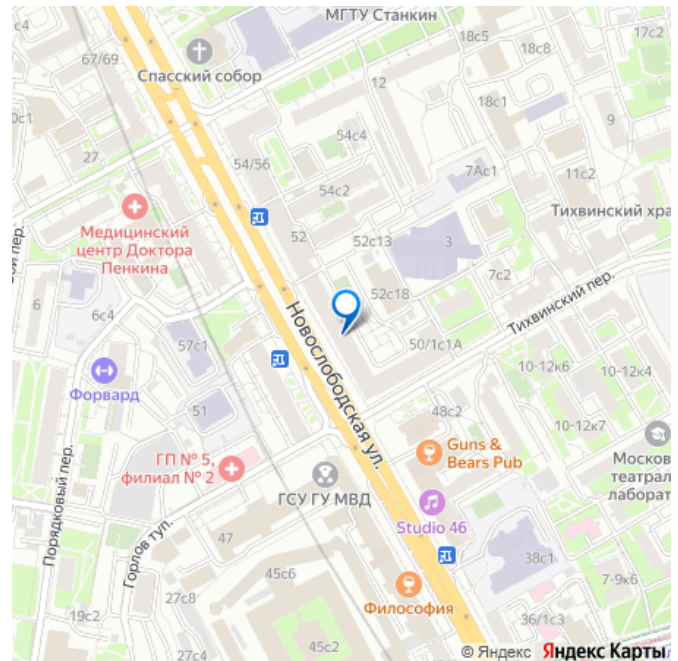 МГТУ Станкин
67/69
Спасский собор
18с5
18с8
12
17с1
18с1
9
27
54с4
54/56
54с2
7Ас1
11с2
Тихвинский хра
Медицинский
центр Доктора
Пенкина
52
52с13
3
7с2
6
6с4
52с18
Тихвинский пер.
Новослободская ул.
57с1
50/1с1А
10-12к6
10-12к4
Форвард
51
48с2
10-12к7
Guns &
Bears Pub
Москов
театрал
лаборат
ГП № 5,
филиал № 2
ГСУ ГУ МВД
Studio 46
Порядковый пер.
Горлов туп.
47
38с1
45с6
7-9к6
27с8
Философия
19с2
36/1с3
45с2
© Яндекс Яндекс Карты